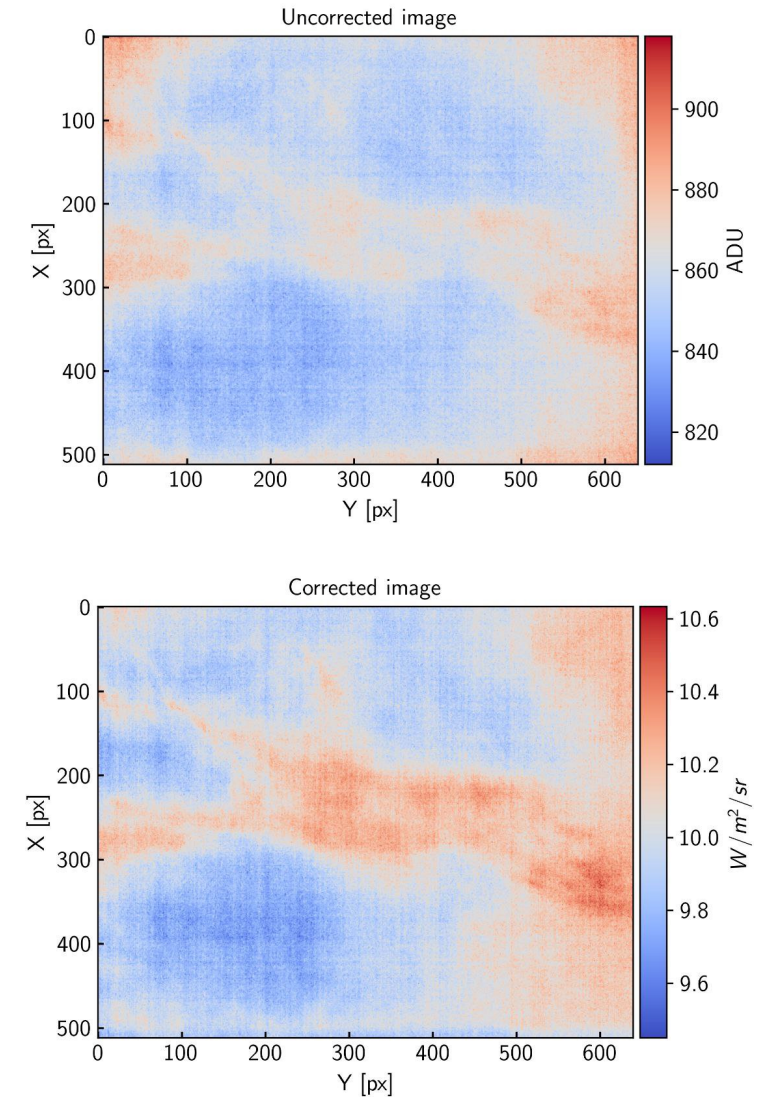 Uncorrected image
0
100
200
300
400
500
X [px]
0 100 200 300 400 500 600
Y [px]
900
880
860
840
820
ADU
Corrected image
0
100
200
300
400
500
X [px]
0 100 200 300 400 500 600
Y [px]
10.6
10.4
10.2
10.0
9.8
9.6
W/m²/sr